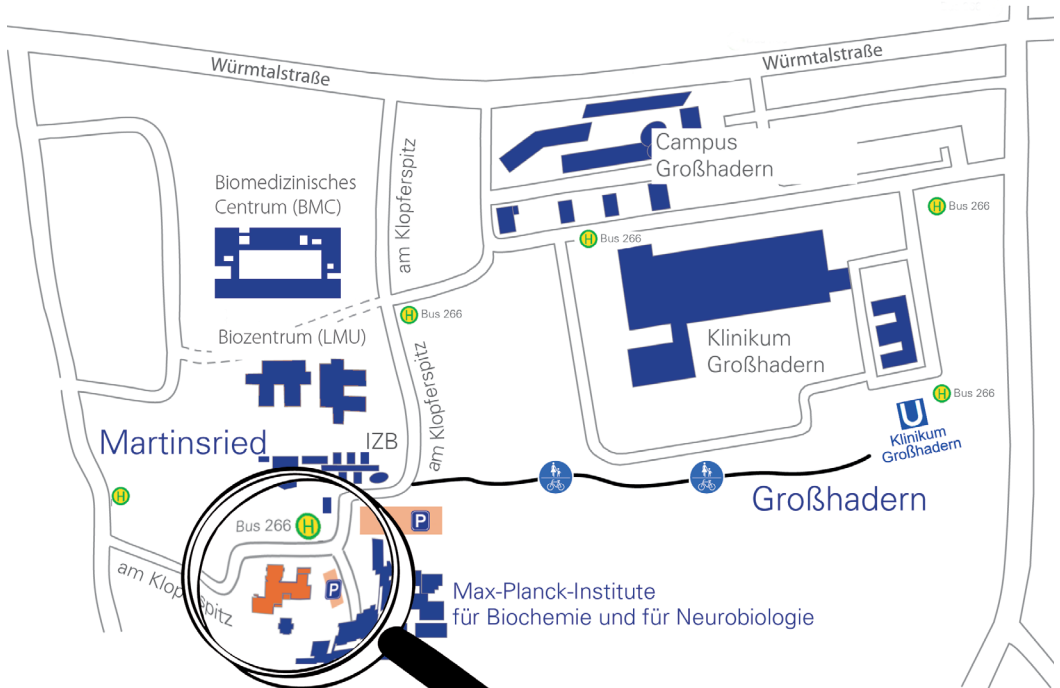 Würmtalstraße
Würmtalstraße
Campus
Großhadern
am Klopferspitz
Biomedizinisches
Centrum (BMC)
H Bus 266
H Bus 266
H Bus 266
Biozentrum (LMU)
Klinikum
Großhadern
am Klopferspitz
H Bus 266
U
Klinikum
Großhadern
Martinsried
IZB
Großhadern
H
Bus 266 H
P
am Klopferspitz
P
Max-Planck-Institute
für Biochemie und für Neurobiologie